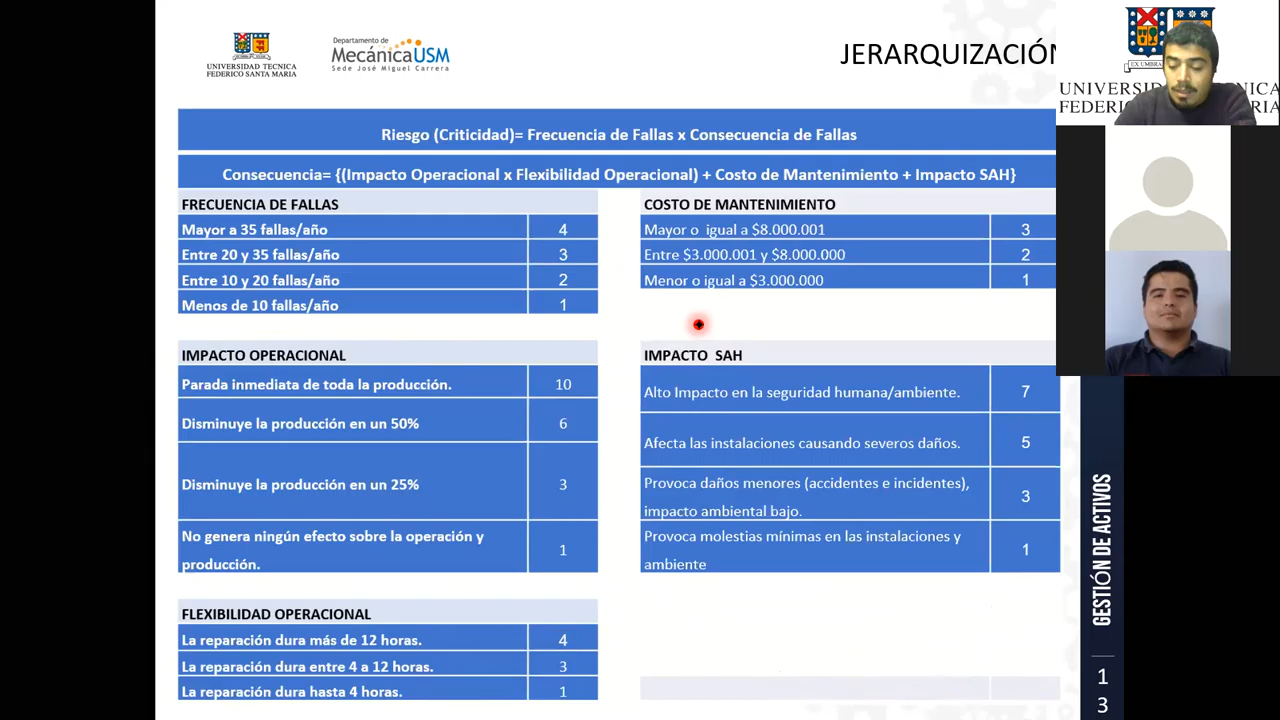 UNIVERSIDAD TECNICA
FEDERICO SANTA MARIA
Departamento de
MecánicaUSM
Sede José Miguel Carrera
JERARQUIZACIÓN
EX UMBRA
UNIVERSI
NICA
FEDER
RIA
Riesgo (Criticidad)= Frecuencia de Fallas x Consecuencia de Fallas
Consecuencia= {(Impacto Operacional x Flexibilidad Operacional) + Costo de Mantenimiento + Impacto SAH}
FRECUENCIA DE FALLAS
Mayor a 35 fallas/año 4
Entre 20 y 35 fallas/año 3
Entre 10 y 20 fallas/año 2
Menos de 10 fallas/año 1
COSTO DE MANTENIMIENTO
Mayor o igual a $8.000.001 3
Entre $3.000.001 y $8.000.000 2
Menor o igual a $3.000.000 1
IMPACTO OPERACIONAL
Parada inmediata de toda la producción. 10
Disminuye la producción en un 50% 6
Disminuye la producción en un 25% 3
No genera ningún efecto sobre la operación y
producción. 1
IMPACTO SAH
Alto Impacto en la seguridad humana/ambiente. 7
Afecta las instalaciones causando severos daños. 5
Provoca daños menores (accidentes e incidentes),
impacto ambiental bajo. 3
Provoca molestias mínimas en las instalaciones y
ambiente 1
FLEXIBILIDAD OPERACIONAL
La reparación dura más de 12 horas. 4
La reparación dura entre 4 a 12 horas. 3
La reparación dura hasta 4 horas. 1
GESTIÓN DE ACTIVOS
1
3